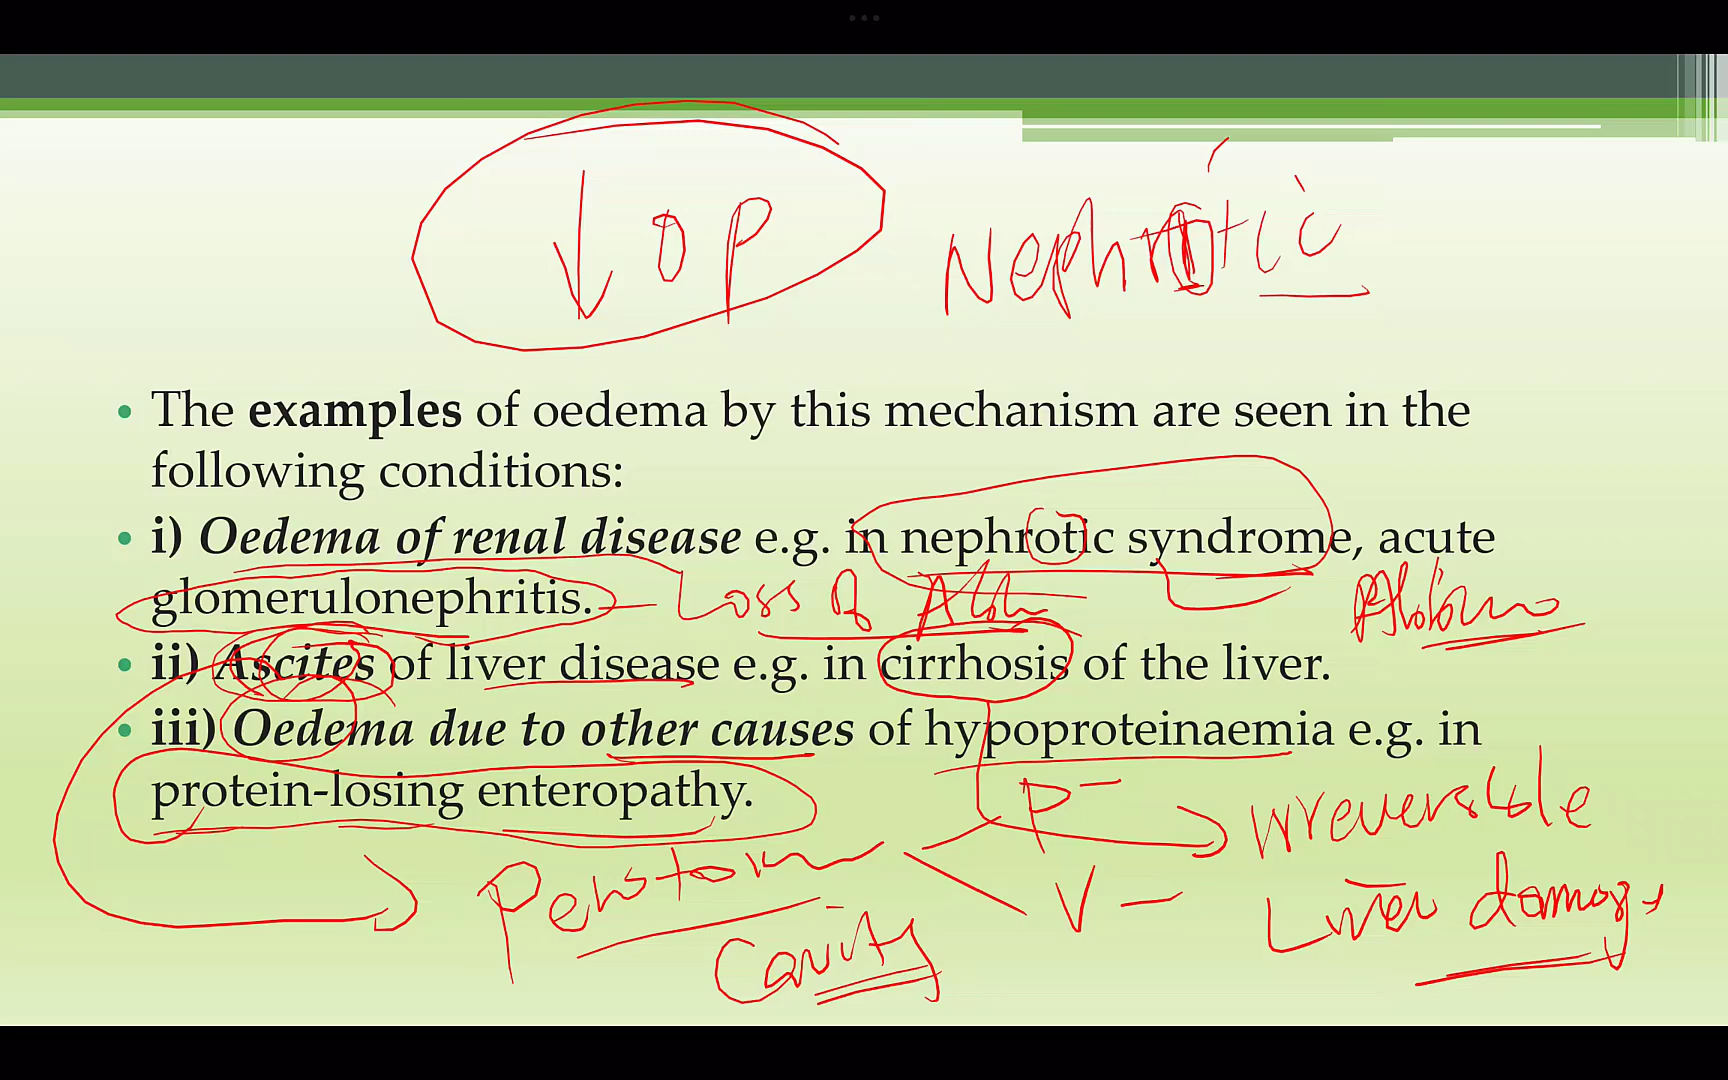 ↓ OP
Nephrotic
• The examples of oedema by this mechanism are seen in the
following conditions:
• i) Oedema of renal disease e.g. in nephrotic syndrome, acute
glomerulonephritis.
Loss of
• ii) Ascites of liver disease e.g. in cirrhosis of the liver.
• iii) Oedema due to other causes of hypoproteinaemia e.g. in
protein-losing enteropathy.
P –
Irreversible
V –
Liver damage
Cavity